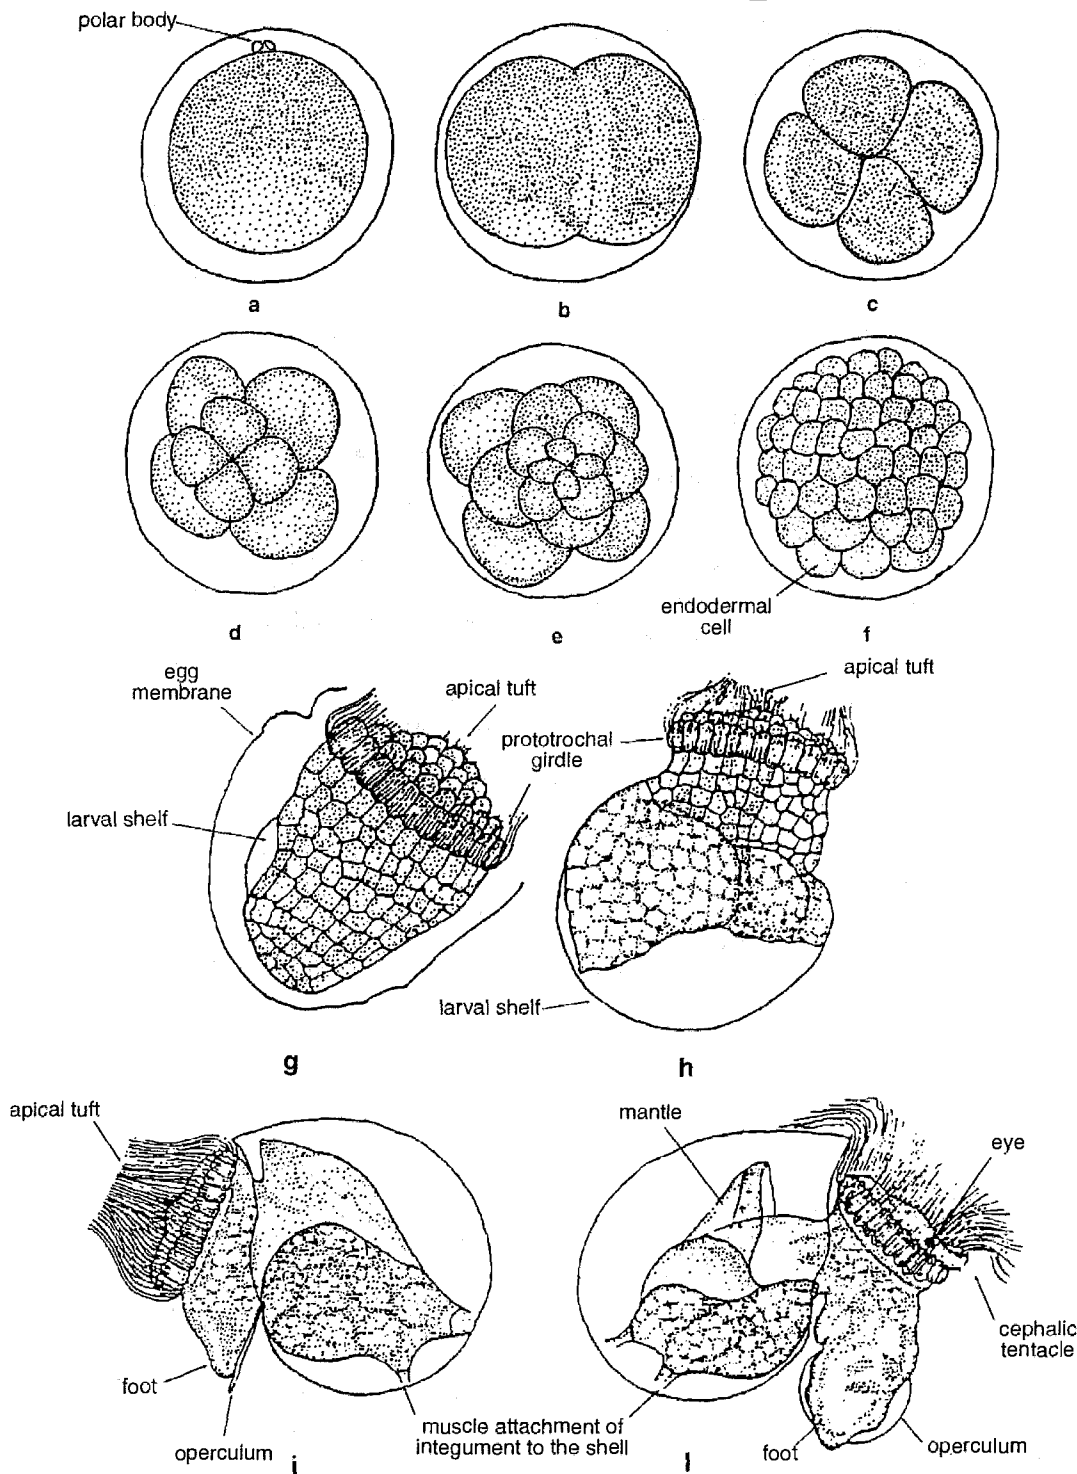 polar body
a
b
c
endodermal
cell
d
e
f
egg
membrane
apical tuft
apical tuft
prototrochal
girdle
larval shelf
larval shelf
g
h
apical tuft
mantle
eye
cephalic
tentacle
foot
muscle attachment of
integument to the shell
operculum
foot
operculum
i
l